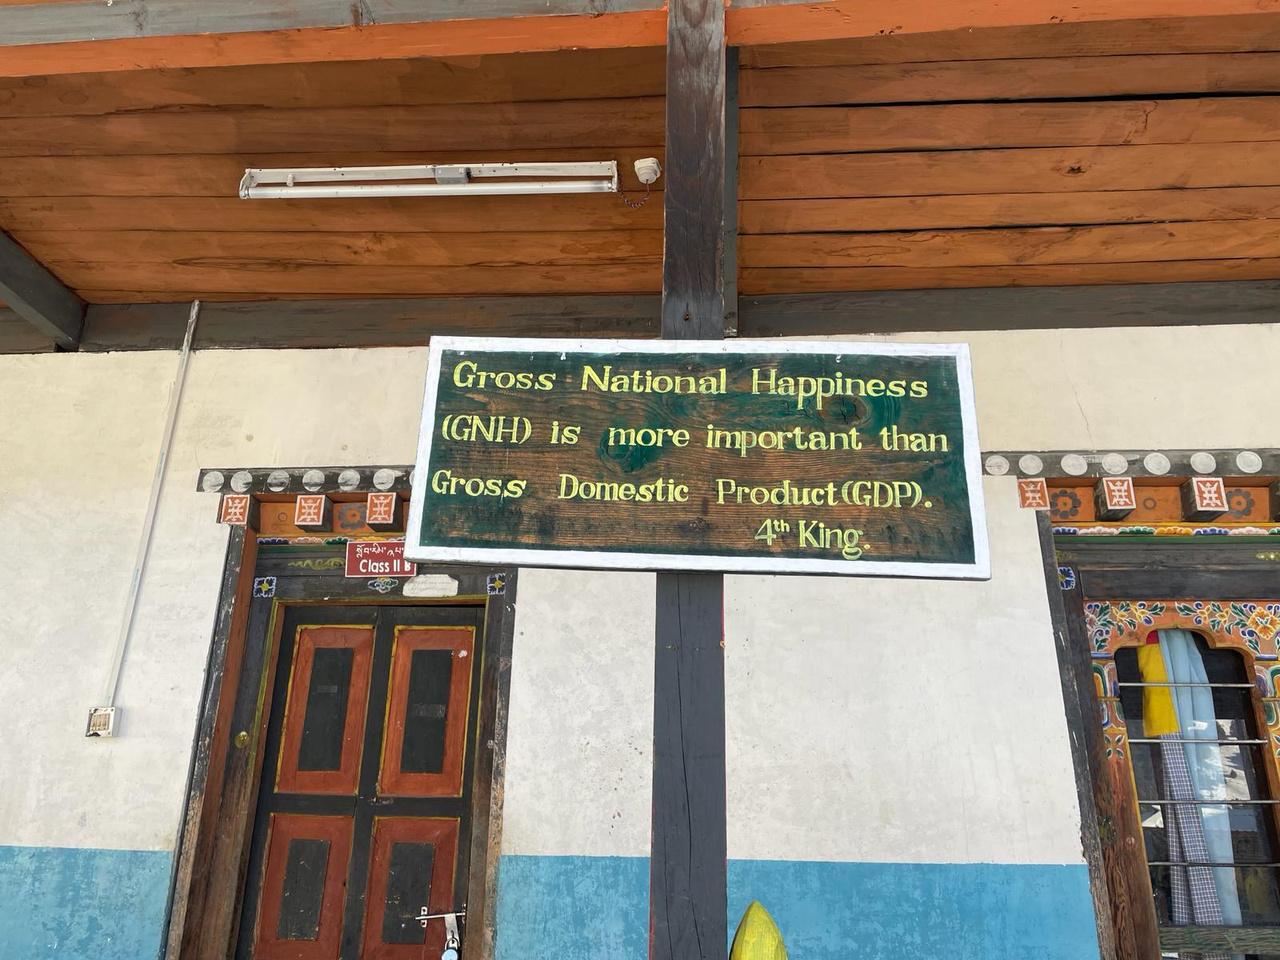 Gross National Happiness
(GNH) is more important than
Gross Domestic Product(GDP).
4th King.
Class II B